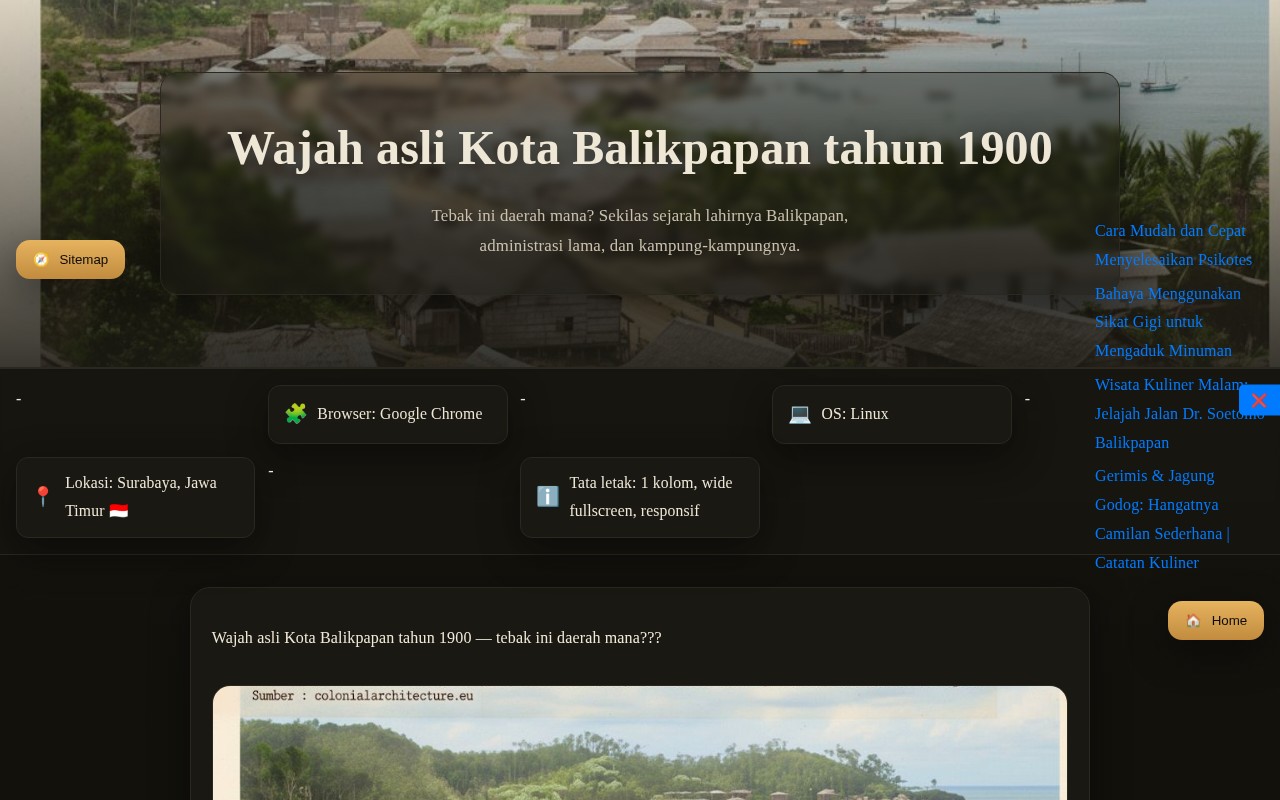 Wajah asli Kota Balikpapan tahun 1900
Tebak ini daerah mana? Sekilas sejarah lahirnya Balikpapan,
administrasi lama, dan kampung-kampungnya.
🧭 Sitemap
Cara Mudah dan Cepat
Menyelesaikan Psikotes
Bahaya Menggunakan
Sikat Gigi untuk
Mengaduk Minuman
Wisata Kuliner Malam:
Jelajah Jalan Dr. Soetomo
Balikpapan
Gerimis & Jagung
Godog: Hangatnya
Camilan Sederhana |
Catatan Kuliner
❌
-
🧩 Browser: Google Chrome
-
💻 OS: Linux
-
📍 Lokasi: Surabaya, Jawa
Timur 🇮🇩
-
ℹ️ Tata letak: 1 kolom, wide
fullscreen, responsif
🏠 Home
Wajah asli Kota Balikpapan tahun 1900 — tebak ini daerah mana???
Sumber : colonialarchitecture.eu